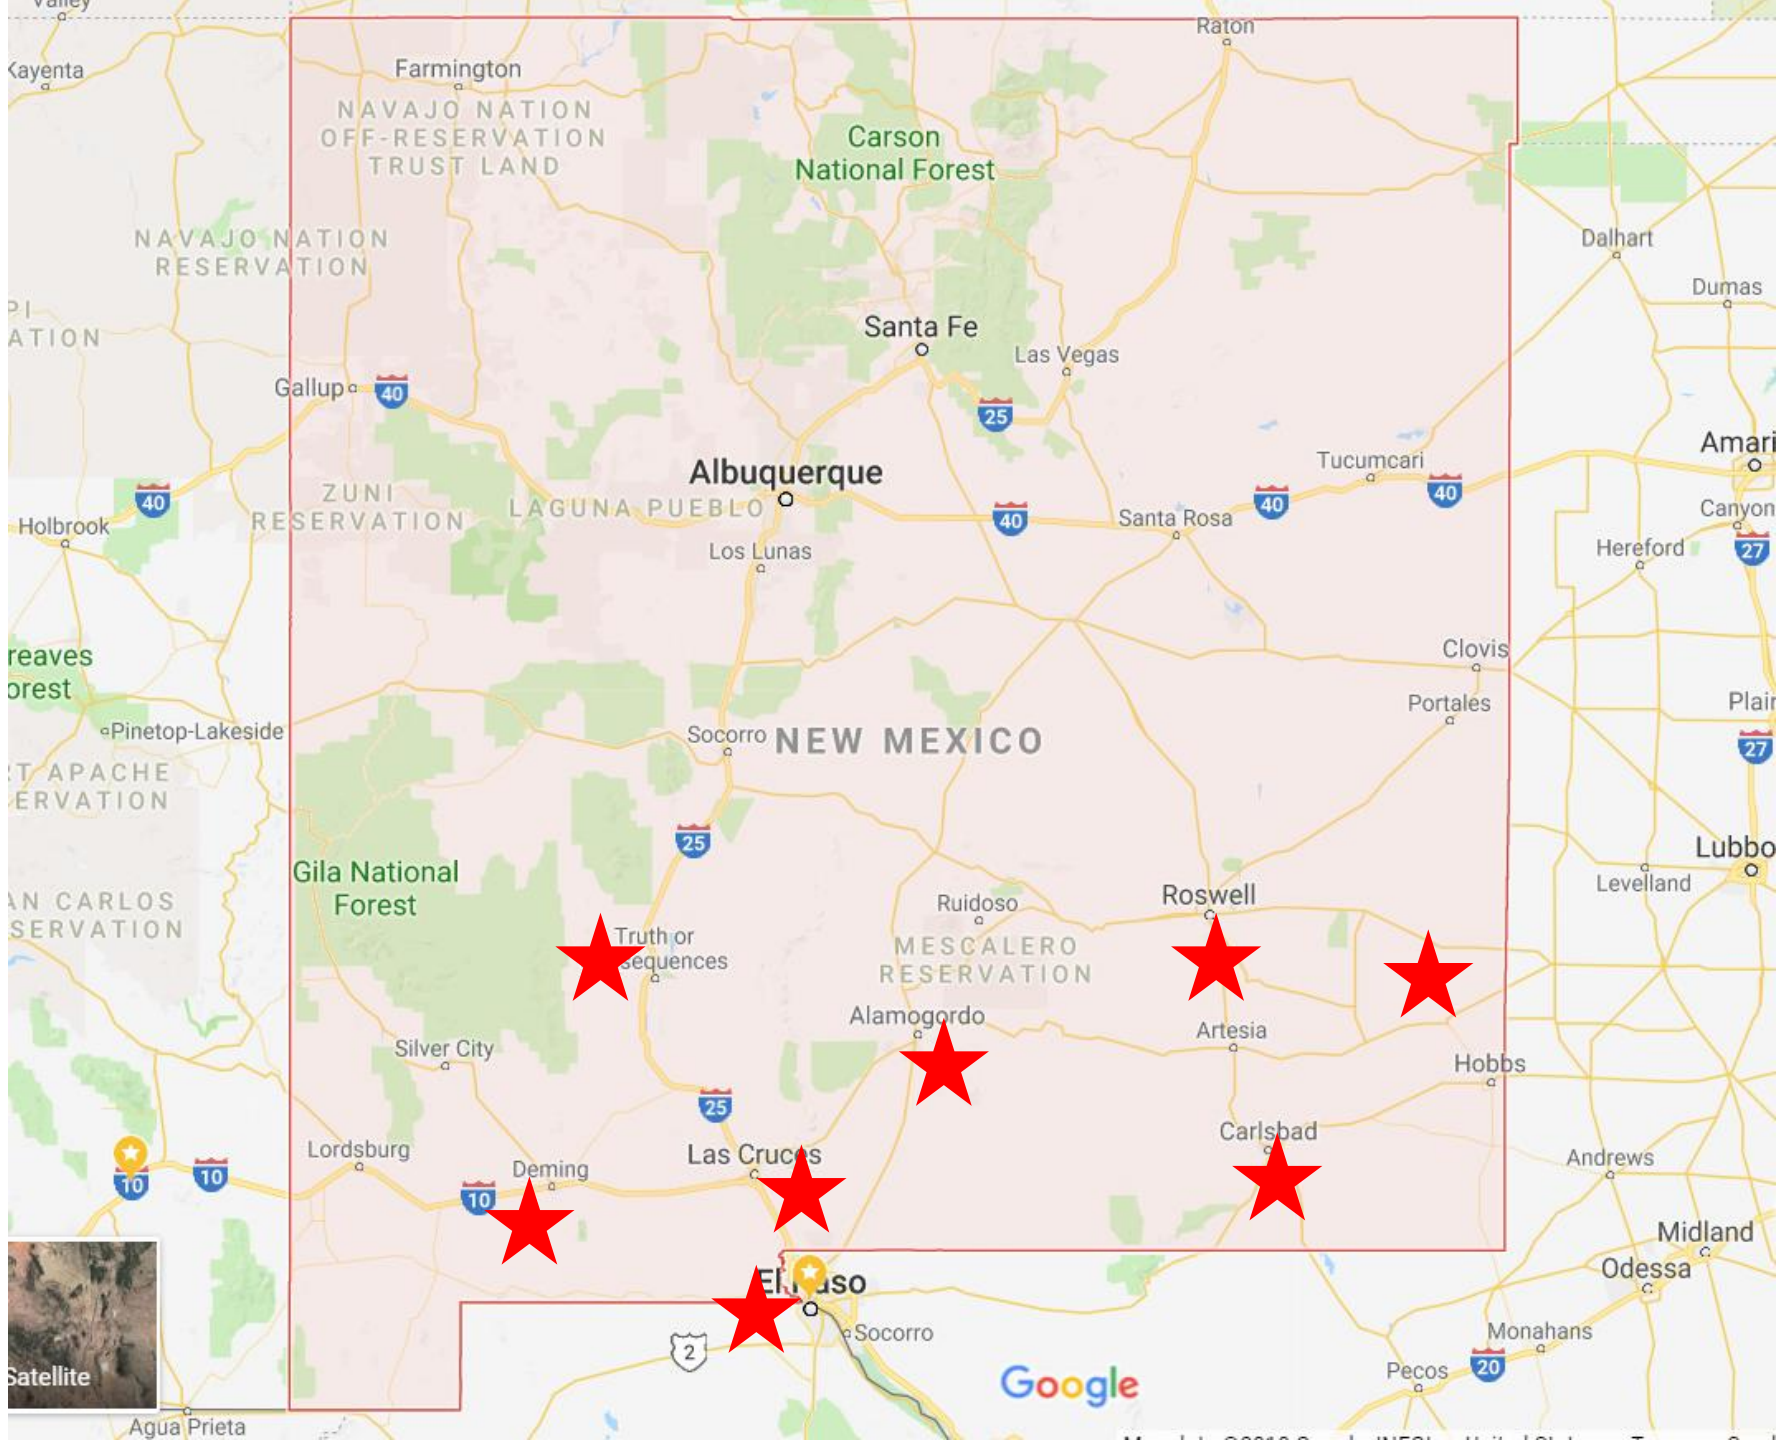 Valley
Raton
Kayenta
Farmington
NAVAJO NATION
OFF-RESERVATION
TRUST LAND
Carson
National Forest
NAVAJO NATION
RESERVATION
Dalhart
PI
ATION
Dumas
Santa Fe
Las Vegas
Gallup
40
25
Amari
Tucumcari
Albuquerque
40
40
40
ZUNI
RESERVATION
LAGUNA PUEBLO
40
Santa Rosa
Canyon
Holbrook
Los Lunas
Hereford
27
reaves
orest
Clovis
Portales
Plain
Pinetop-Lakeside
Socorro
NEW MEXICO
27
RT APACHE
ERVATION
25
Lubbo
Gila National
Forest
Levelland
AN CARLOS
SERVATION
Ruidoso
Roswell
Truth or
sequences
MESCALERO
RESERVATION
Alamogordo
Artesia
Silver City
Hobbs
25
Carlsbad
Lordsburg
Las Cruces
Andrews
Deming
10
10
10
Midland
El Paso
Odessa
Socorro
2
Monahans
20
Pecos
Satellite
Google
Agua Prieta